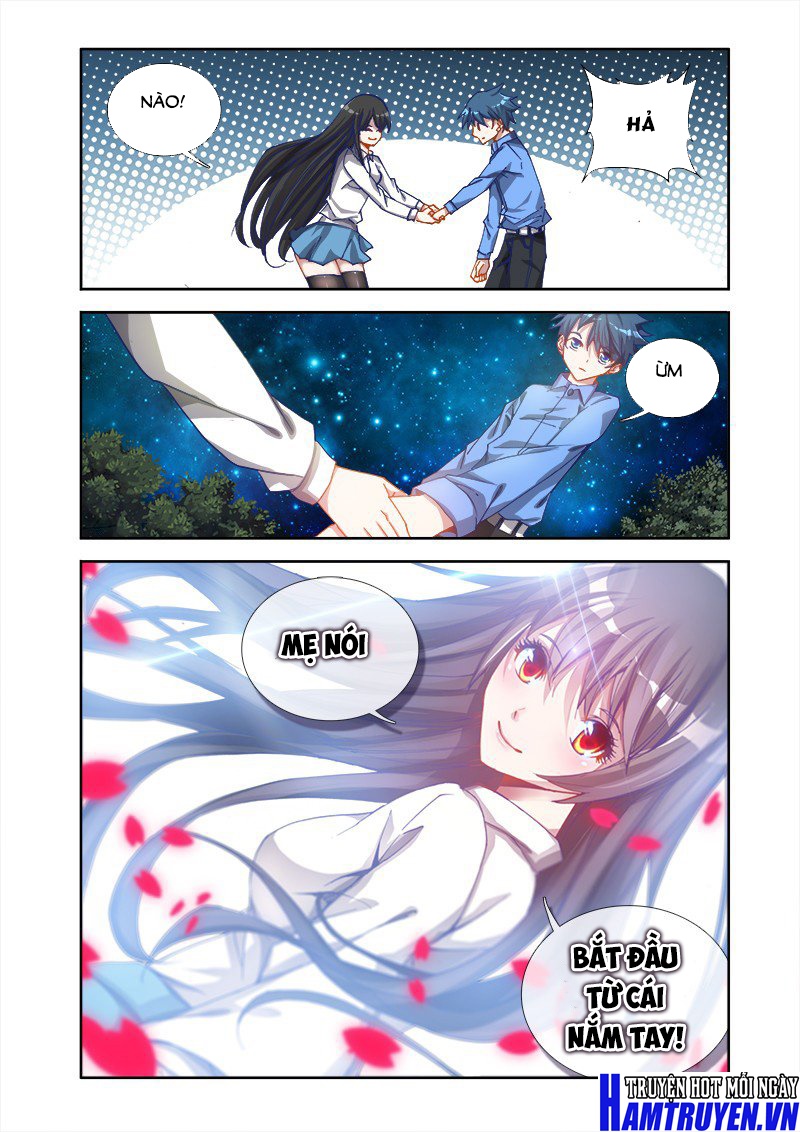 NÀO!
HẢ
ỪM
MẸ NÓI
BẮT ĐẦU
TỪ CÁI
NẮM TAY!
TRUYỆN HOT MỖI NGÀY
HAMTRUYEN.VN